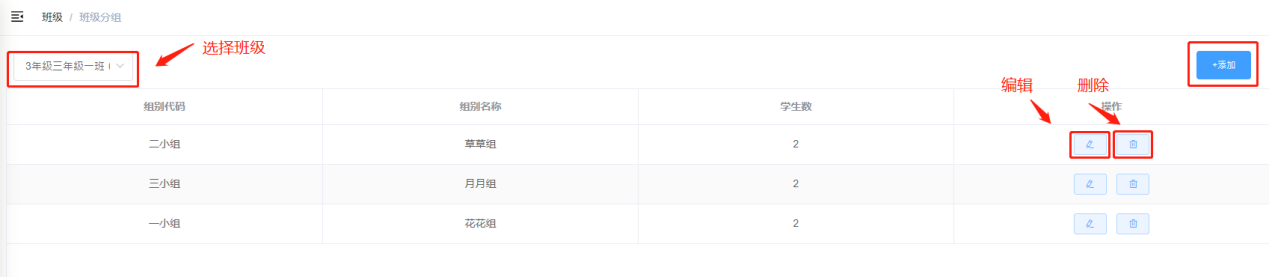 班级 / 班级分组
选择班级
3年级三年级一班 (
+添加
编辑 删除
组别代码 组别名称 学生数 操作
二小组 草草组 2
三小组 月月组 2
一小组 花花组 2